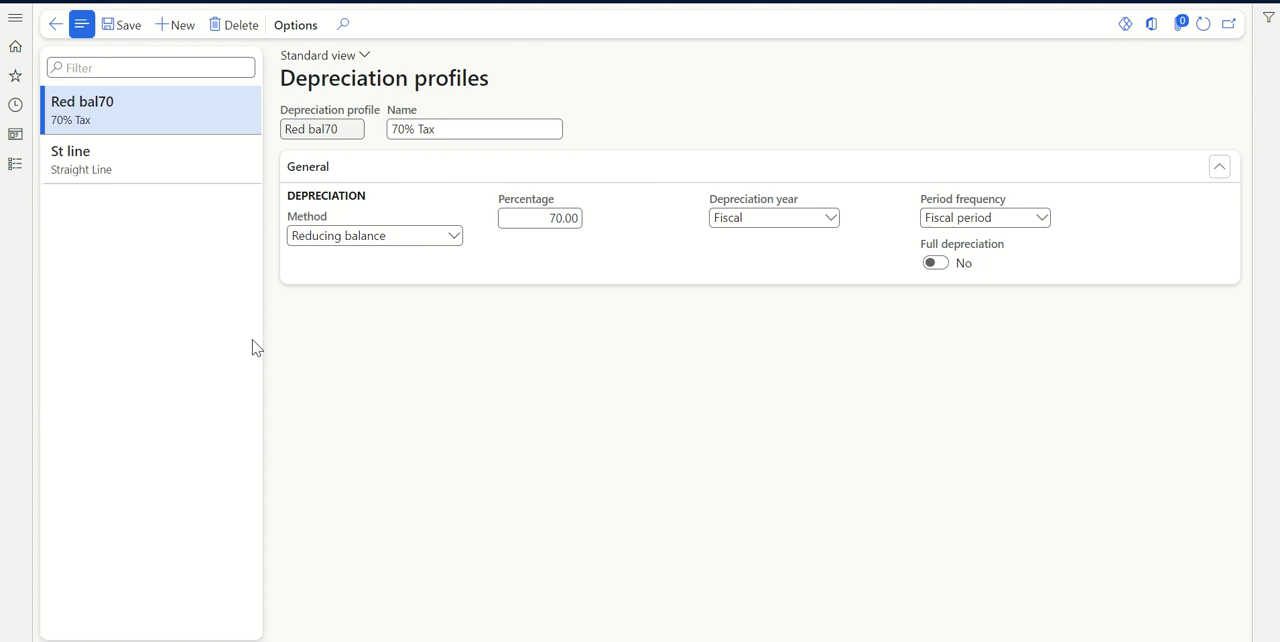 Save New Delete Options 0
Filter
Red bal70
70% Tax
St line
Straight Line
Standard view
Depreciation profiles
Depreciation profile Name
Red bal70 70% Tax
General
DEPRECIATION
Method
Reducing balance
Percentage
70.00
Depreciation year
Fiscal
Period frequency
Fiscal period
Full depreciation
No